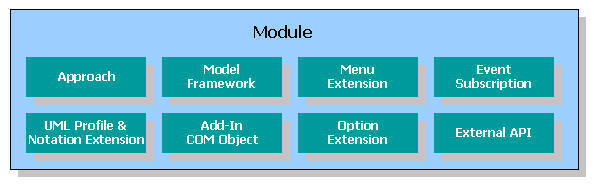 Module
Approach
Model
Framework
Menu
Extension
Event
Subscription
UML Profile &
Notation Extension
Add-In
COM Object
Option
Extension
External API